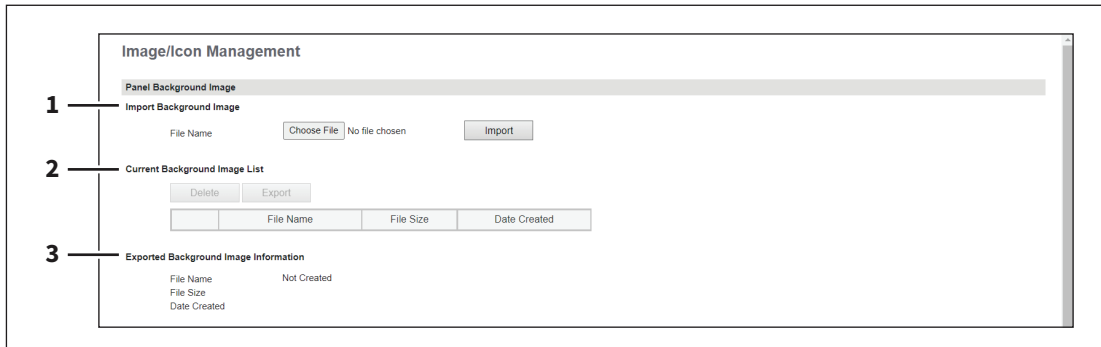 Image/Icon Management
Panel Background Image
1 Import Background Image
File Name Choose File No file chosen Import
2 Current Background Image List
Delete Export
File Name File Size Date Created
3 Exported Background Image Information
File Name Not Created
File Size
Date Created